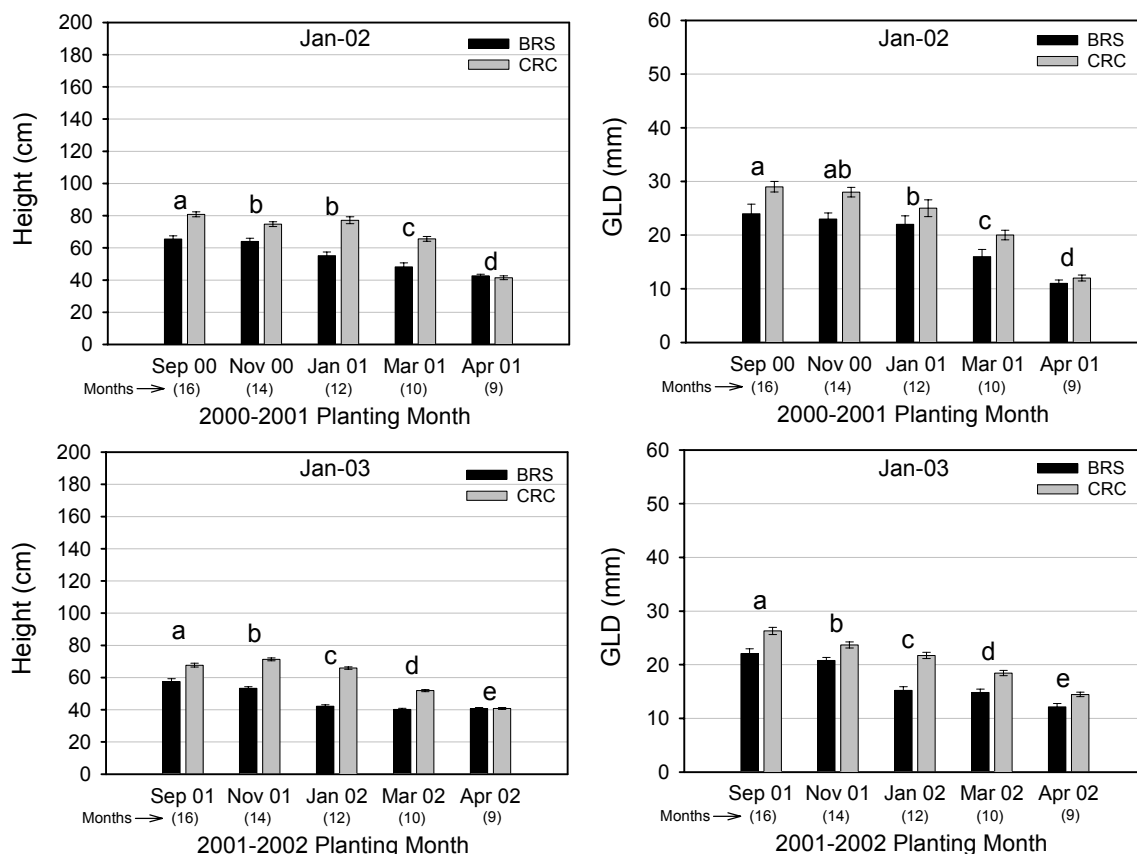 Jan-02
BRS
CRC
Height (cm)
200
180
160
140
120
100
80
60
40
20
0
a
b
b
c
d
Sep 00 Nov 00 Jan 01 Mar 01 Apr 01
Months → (16) (14) (12) (10) (9)
2000-2001 Planting Month
Jan-02
BRS
CRC
GLD (mm)
60
50
40
30
20
10
0
a
ab
b
c
d
Sep 00 Nov 00 Jan 01 Mar 01 Apr 01
Months → (16) (14) (12) (10) (9)
2000-2001 Planting Month
Jan-03
BRS
CRC
Height (cm)
200
180
160
140
120
100
80
60
40
20
0
a
b
c
d
e
Sep 01 Nov 01 Jan 02 Mar 02 Apr 02
Months → (16) (14) (12) (10) (9)
2001-2002 Planting Month
Jan-03
BRS
CRC
GLD (mm)
60
50
40
30
20
10
0
a
b
c
d
e
Sep 01 Nov 01 Jan 02 Mar 02 Apr 02
Months → (16) (14) (12) (10) (9)
2001-2002 Planting Month